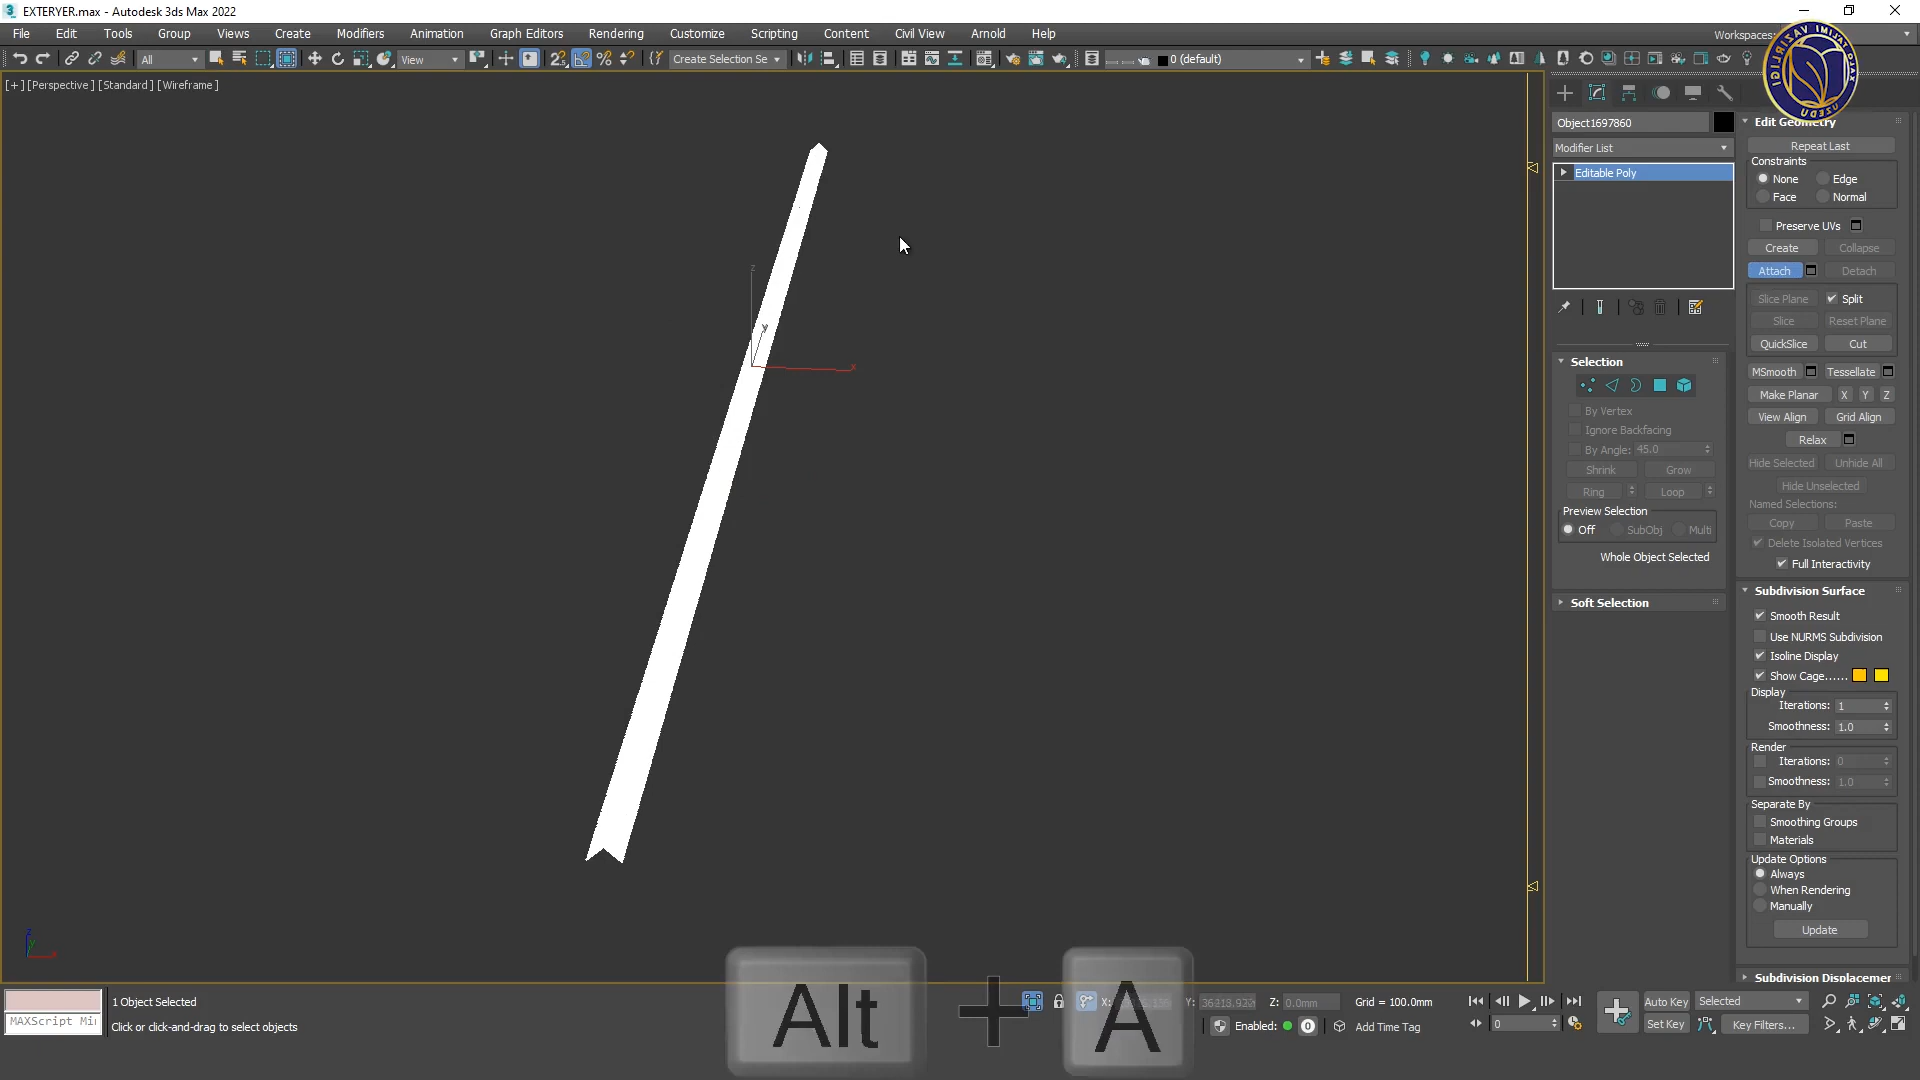 EXTERYER.max - Autodesk 3ds Max 2022
File Edit Tools Group Views Create Modifiers Animation Graph Editors Rendering Customize Scripting Content Civil View Arnold Help
Workspaces:
All View Create Selection Se 0 (default)
[+] [Perspective ] [Standard ] [Wireframe ]
Object1697860
Modifier List
Editable Poly
Selection
By Vertex
Ignore Backfacing
By Angle: 45.0
Shrink Grow
Ring Loop
Preview Selection
Off SubObj Multi
Whole Object Selected
Soft Selection
Edit Geometry
Repeat Last
Constraints
None Edge
Face Normal
Preserve UVs
Create Collapse
Attach Detach
Slice Plane Split
Slice Reset Plane
QuickSlice Cut
MSmooth Tessellate
Make Planar X Y Z
View Align Grid Align
Relax
Hide Selected Unhide All
Hide Unselected
Named Selections:
Copy Paste
Delete Isolated Vertices
Full Interactivity
Subdivision Surface
Smooth Result
Use NURMS Subdivision
Isoline Display
Show Cage......
Display
Iterations: 1
Smoothness: 1.0
Render
Iterations: 0
Smoothness: 1.0
Separate By
Smoothing Groups
Materials
Update Options
Always
When Rendering
Manually
Update
Subdivision Displacemer
z
y
x
z
y
x
Alt + A
1 Object Selected
MAXScript Mi
Click or click-and-drag to select objects
X: Y: Z: 0.0mm Grid = 100.0mm
Enabled: 0 Add Time Tag
0
Auto Key Selected
Set Key Key Filters...